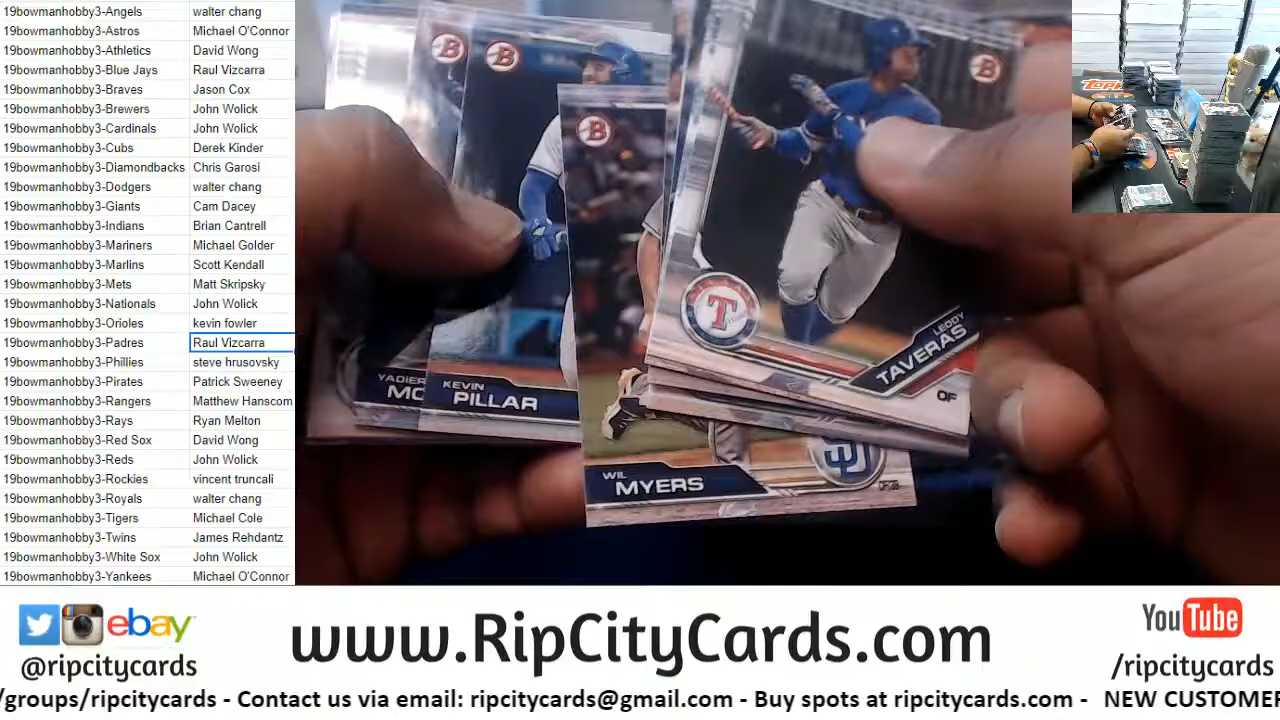 19bowmanhobby3-Angels walter chang
19bowmanhobby3-Astros Michael O'Connor
19bowmanhobby3-Athletics David Wong
19bowmanhobby3-Blue Jays Raul Vizcarra
19bowmanhobby3-Braves Jason Cox
19bowmanhobby3-Brewers John Wolick
19bowmanhobby3-Cardinals John Wolick
19bowmanhobby3-Cubs Derek Kinder
19bowmanhobby3-Diamondbacks Chris Garosi
19bowmanhobby3-Dodgers walter chang
19bowmanhobby3-Giants Cam Dacey
19bowmanhobby3-Indians Brian Cantrell
19bowmanhobby3-Mariners Michael Golder
19bowmanhobby3-Marlins Scott Kendall
19bowmanhobby3-Mets Matt Skripsky
19bowmanhobby3-Nationals John Wolick
19bowmanhobby3-Orioles kevin fowler
19bowmanhobby3-Padres Raul Vizcarra
19bowmanhobby3-Phillies steve hrusovsky
19bowmanhobby3-Pirates Patrick Sweeney
19bowmanhobby3-Rangers Matthew Hanscom
19bowmanhobby3-Rays Ryan Melton
19bowmanhobby3-Red Sox David Wong
19bowmanhobby3-Reds John Wolick
19bowmanhobby3-Rockies vincent truncali
19bowmanhobby3-Royals walter chang
19bowmanhobby3-Tigers Michael Cole
19bowmanhobby3-Twins James Rehdantz
19bowmanhobby3-White Sox John Wolick
19bowmanhobby3-Yankees Michael O'Connor
B
B
B
B
T
LEODY
TAVERAS
OF
YADIER
MO
KEVIN
PILLAR
WIL
MYERS
SD
TOPPS
ebay
@ripcitycards
www.RipCityCards.com
YouTube
/ripcitycards
/groups/ripcitycards - Contact us via email: ripcitycards@gmail.com - Buy spots at ripcitycards.com - NEW CUSTOMER